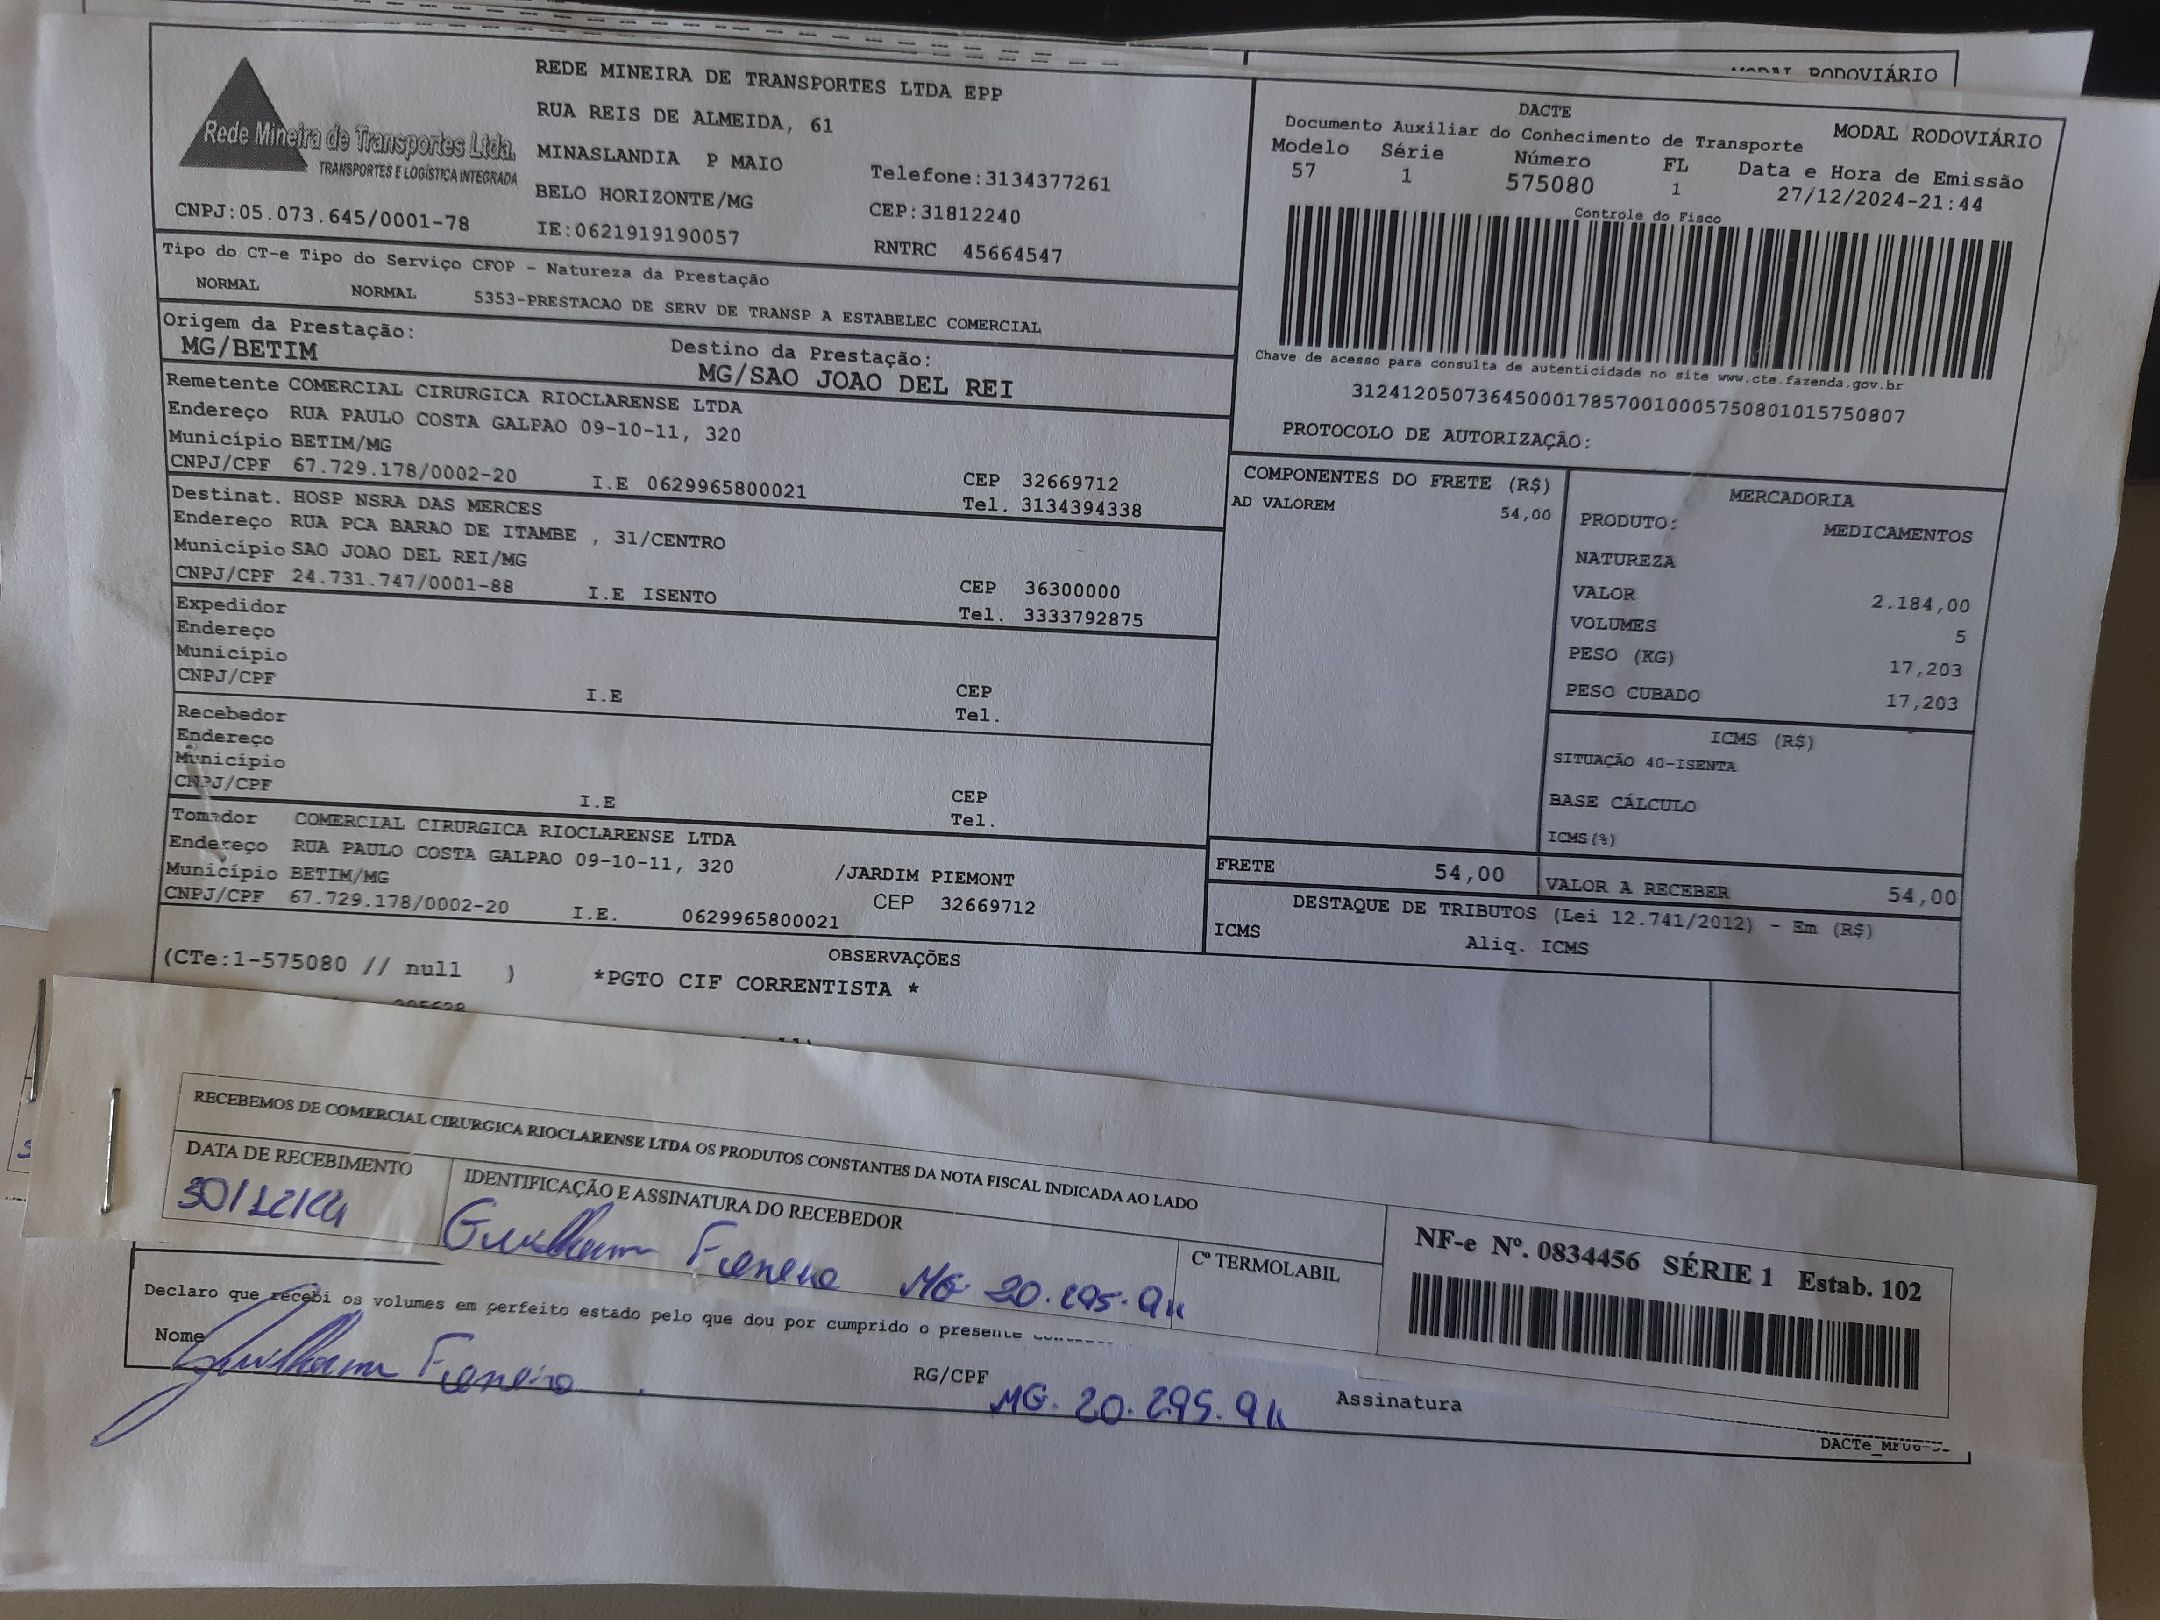 MODAL RODOVIÁRIO
Rede Mineira de Transportes Ltda.
TRANSPORTES E LOGÍSTICA INTEGRADA
CNPJ:05.073.645/0001-78
REDE MINEIRA DE TRANSPORTES LTDA EPP
RUA REIS DE ALMEIDA, 61
MINASLANDIA P MAIO Telefone:3134377261
BELO HORIZONTE/MG CEP:31812240
IE:0621919190057 RNTRC 45664547
DACTE
Documento Auxiliar do Conhecimento de Transporte MODAL RODOVIÁRIO
Modelo Série Número FL Data e Hora de Emissão
57 1 575080 1 27/12/2024-21:44
Controle do Fisco
Chave de acesso para consulta de autenticidade no site www.cte.fazenda.gov.br
31241205073645000178570010005750801015750807
PROTOCOLO DE AUTORIZAÇÃO:
Tipo do CT-e Tipo do Serviço CFOP - Natureza da Prestação
NORMAL NORMAL 5353-PRESTACAO DE SERV DE TRANSP A ESTABELEC COMERCIAL
Origem da Prestação: Destino da Prestação:
MG/BETIM MG/SAO JOAO DEL REI
Remetente COMERCIAL CIRURGICA RIOCLARENSE LTDA
Endereço RUA PAULO COSTA GALPAO 09-10-11, 320
Município BETIM/MG CEP 32669712
CNPJ/CPF 67.729.178/0002-20 I.E 0629965800021 Tel. 3134394338
Destinat. HOSP NSRA DAS MERCES
Endereço RUA PCA BARAO DE ITAMBE , 31/CENTRO
Município SAO JOAO DEL REI/MG CEP 36300000
CNPJ/CPF 24.731.747/0001-88 I.E ISENTO Tel. 3333792875
Expedidor
Endereço
Município CEP
CNPJ/CPF I.E Tel.
Recebedor
Endereço
Município CEP
CNPJ/CPF I.E Tel.
Tomador COMERCIAL CIRURGICA RIOCLARENSE LTDA
Endereço RUA PAULO COSTA GALPAO 09-10-11, 320 /JARDIM PIEMONT
Município BETIM/MG CEP 32669712
CNPJ/CPF 67.729.178/0002-20 I.E. 0629965800021
COMPONENTES DO FRETE (R$)
AD VALOREM 54,00
MERCADORIA
PRODUTO: MEDICAMENTOS
NATUREZA
VALOR 2.184,00
VOLUMES 5
PESO (KG) 17,203
PESO CUBADO 17,203
ICMS (R$)
SITUAÇÃO 40-ISENTA
BASE CÁLCULO
ICMS(%)
FRETE 54,00 VALOR A RECEBER 54,00
DESTAQUE DE TRIBUTOS (Lei 12.741/2012) - Em (R$)
ICMS Aliq. ICMS
OBSERVAÇÕES
(CTe:1-575080 // null ) *PGTO CIF CORRENTISTA *
RECEBEMOS DE COMERCIAL CIRURGICA RIOCLARENSE LTDA OS PRODUTOS CONSTANTES DA NOTA FISCAL INDICADA AO LADO
DATA DE RECEBIMENTO IDENTIFICAÇÃO E ASSINATURA DO RECEBEDOR
30/12/24
MG 20.295.911
Cº TERMOLABIL
NF-e Nº. 0834456 SÉRIE 1 Estab. 102
Declaro que recebi os volumes em perfeito estado pelo que dou por cumprido o presente
Nome RG/CPF MG. 20.295.911 Assinatura